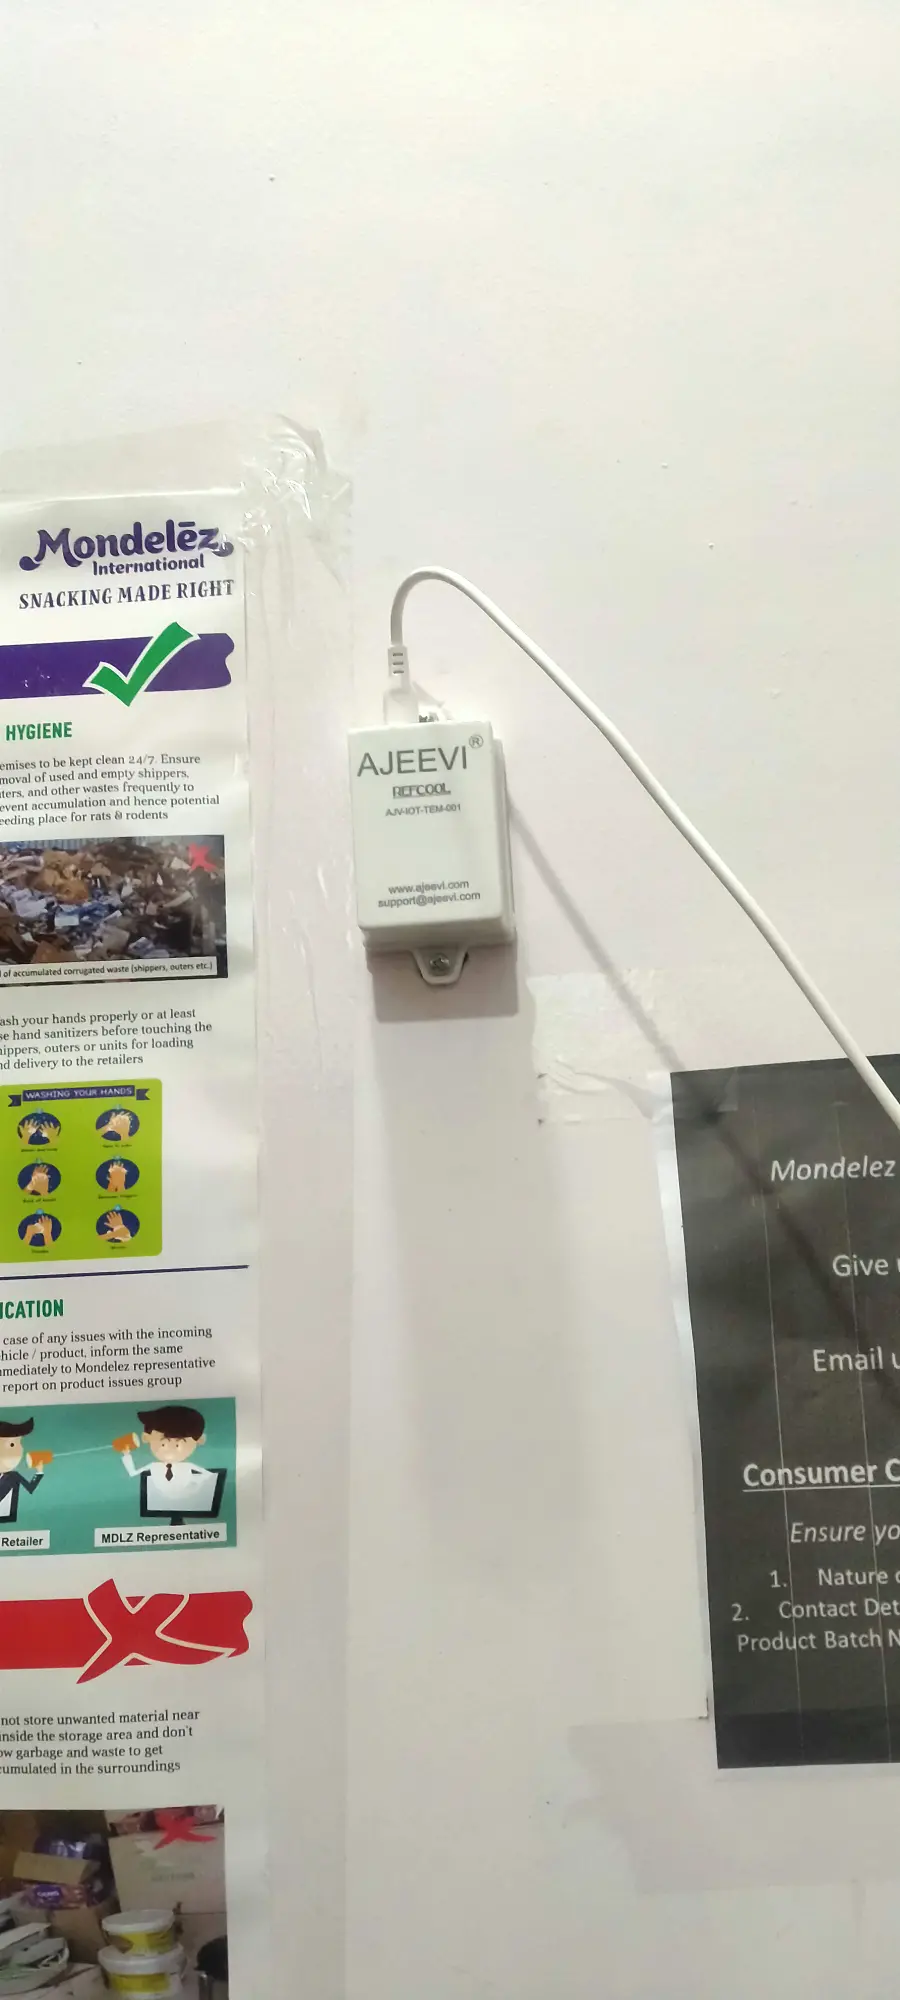 Mondelēz
International
SNACKING MADE RIGHT
HYGIENE
emises to be kept clean 24/7. Ensure
moval of used and empty shippers,
ters, and other wastes frequently to
event accumulation and hence potential
eeding place for rats & rodents
of accumulated corrugated waste (shippers, outers etc.)
ash your hands properly or at least
se hand sanitizers before touching the
hippers, outers or units for loading
nd delivery to the retailers
WASHING YOUR HANDS
ICATION
case of any issues with the incoming
hicle / product, inform the same
mmediately to Mondelez representative
report on product issues group
Retailer
MDLZ Representative
not store unwanted material near
inside the storage area and don't
ow garbage and waste to get
cumulated in the surroundings
AJEEVI®
REFCOOL
AJV-IOT-TEM-001
www.ajeevi.com
support@ajeevi.com
Mondelez
Give
Email
Consumer C
Ensure yo
1. Nature
2. Contact Det
Product Batch N